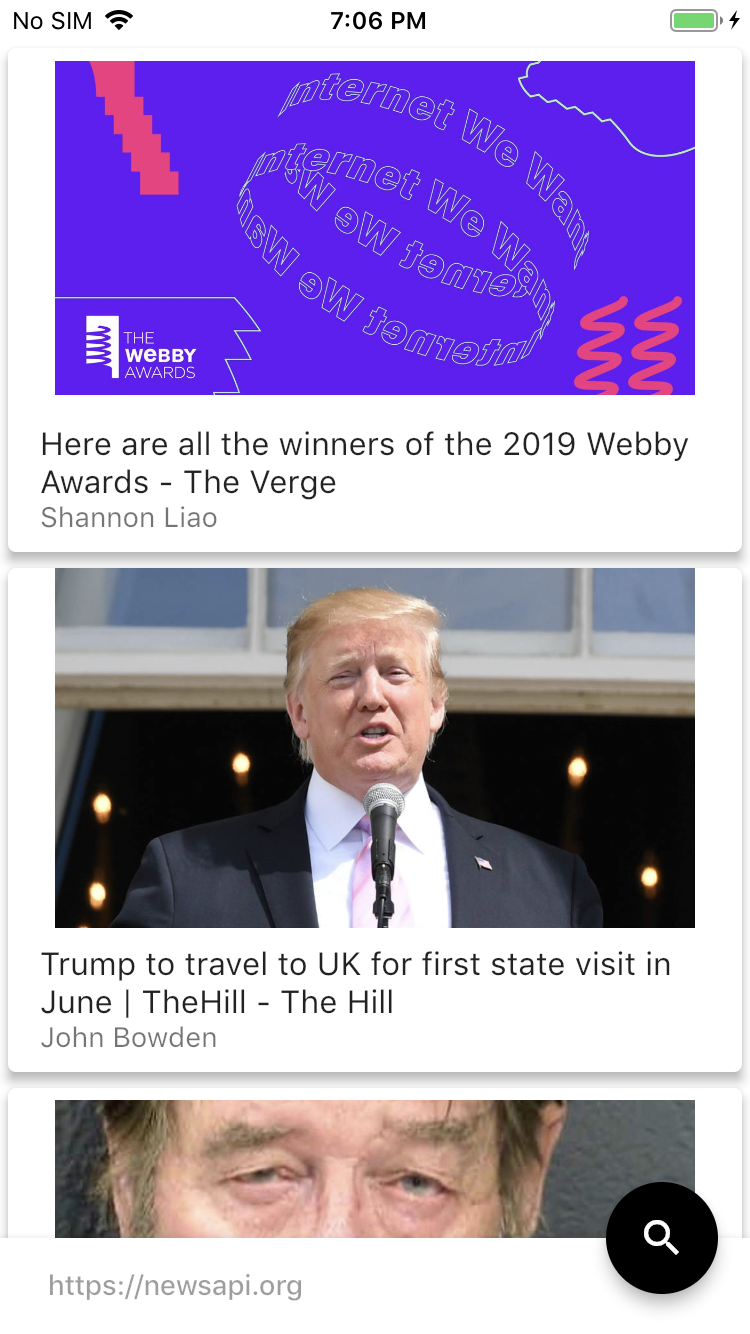 No SIM 7:06 PM
Internet We Want
Internet We Want
Internet We We
Internet We Wan
THE
WEBBY
AWARDS
Here are all the winners of the 2019 Webby
Awards - The Verge
Shannon Liao
Trump to travel to UK for first state visit in
June | TheHill - The Hill
John Bowden
https://newsapi.org